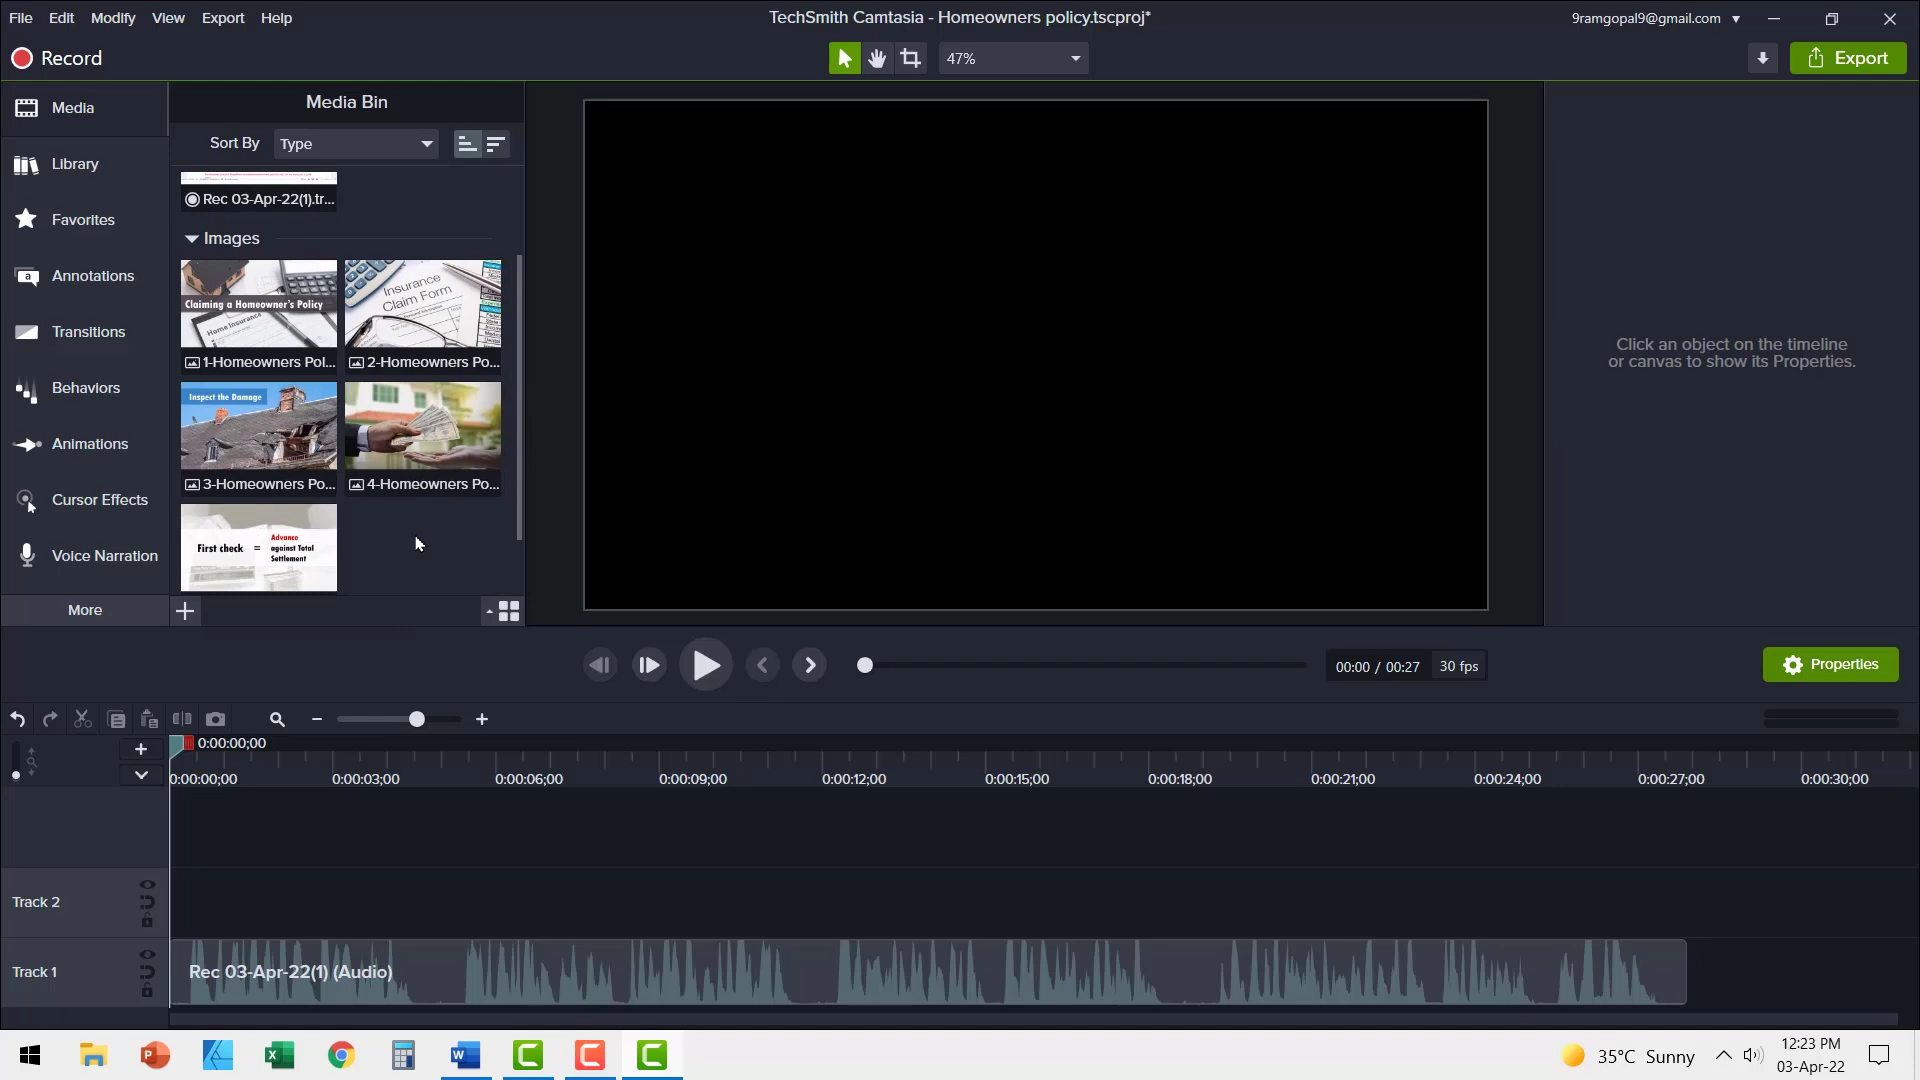 File Edit Modify View Export Help
TechSmith Camtasia - Homeowners policy.tscproj*
9ramgopal9@gmail.com
Record
47%
Export
Media
Library
Favorites
Annotations
Transitions
Behaviors
Animations
Cursor Effects
Voice Narration
More
Media Bin
Sort By Type
Rec 03-Apr-22(1).tr...
Images
Claiming a Homeowner's Policy
Home Insurance
1-Homeowners Pol...
Insurance
Claim Form
2-Homeowners Po...
Inspect the Damage
3-Homeowners Po...
4-Homeowners Po...
First check = Advance
against Total
Settlement
Click an object on the timeline
or canvas to show its Properties.
00:00 / 00:27 30 fps
Properties
0:00:00;00
0:00:00;00 0:00:03;00 0:00:06;00 0:00:09;00 0:00:12;00 0:00:15;00 0:00:18;00 0:00:21;00 0:00:24;00 0:00:27;00 0:00:30;00
Track 2
Track 1
Rec 03-Apr-22(1) (Audio)
35°C Sunny
12:23 PM
03-Apr-22